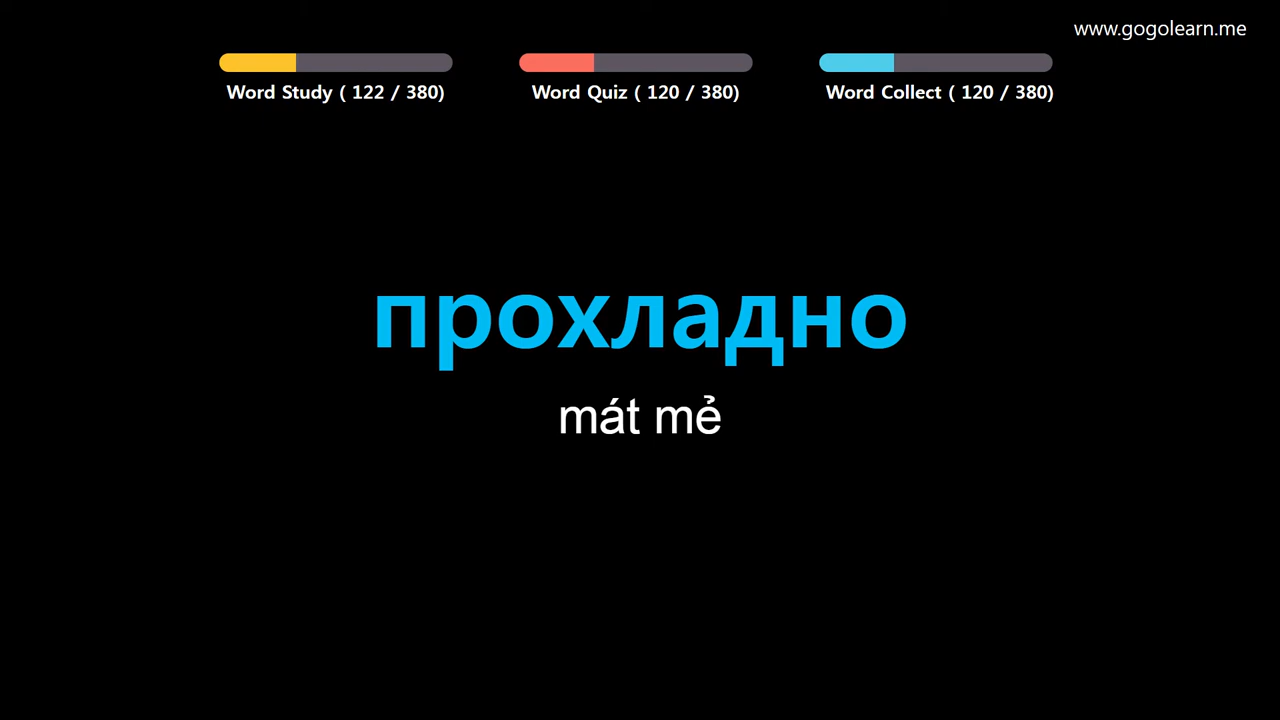 www.gogolearn.me
Word Study ( 122 / 380)
Word Quiz ( 120 / 380)
Word Collect ( 120 / 380)
прохладно
mát mẻ